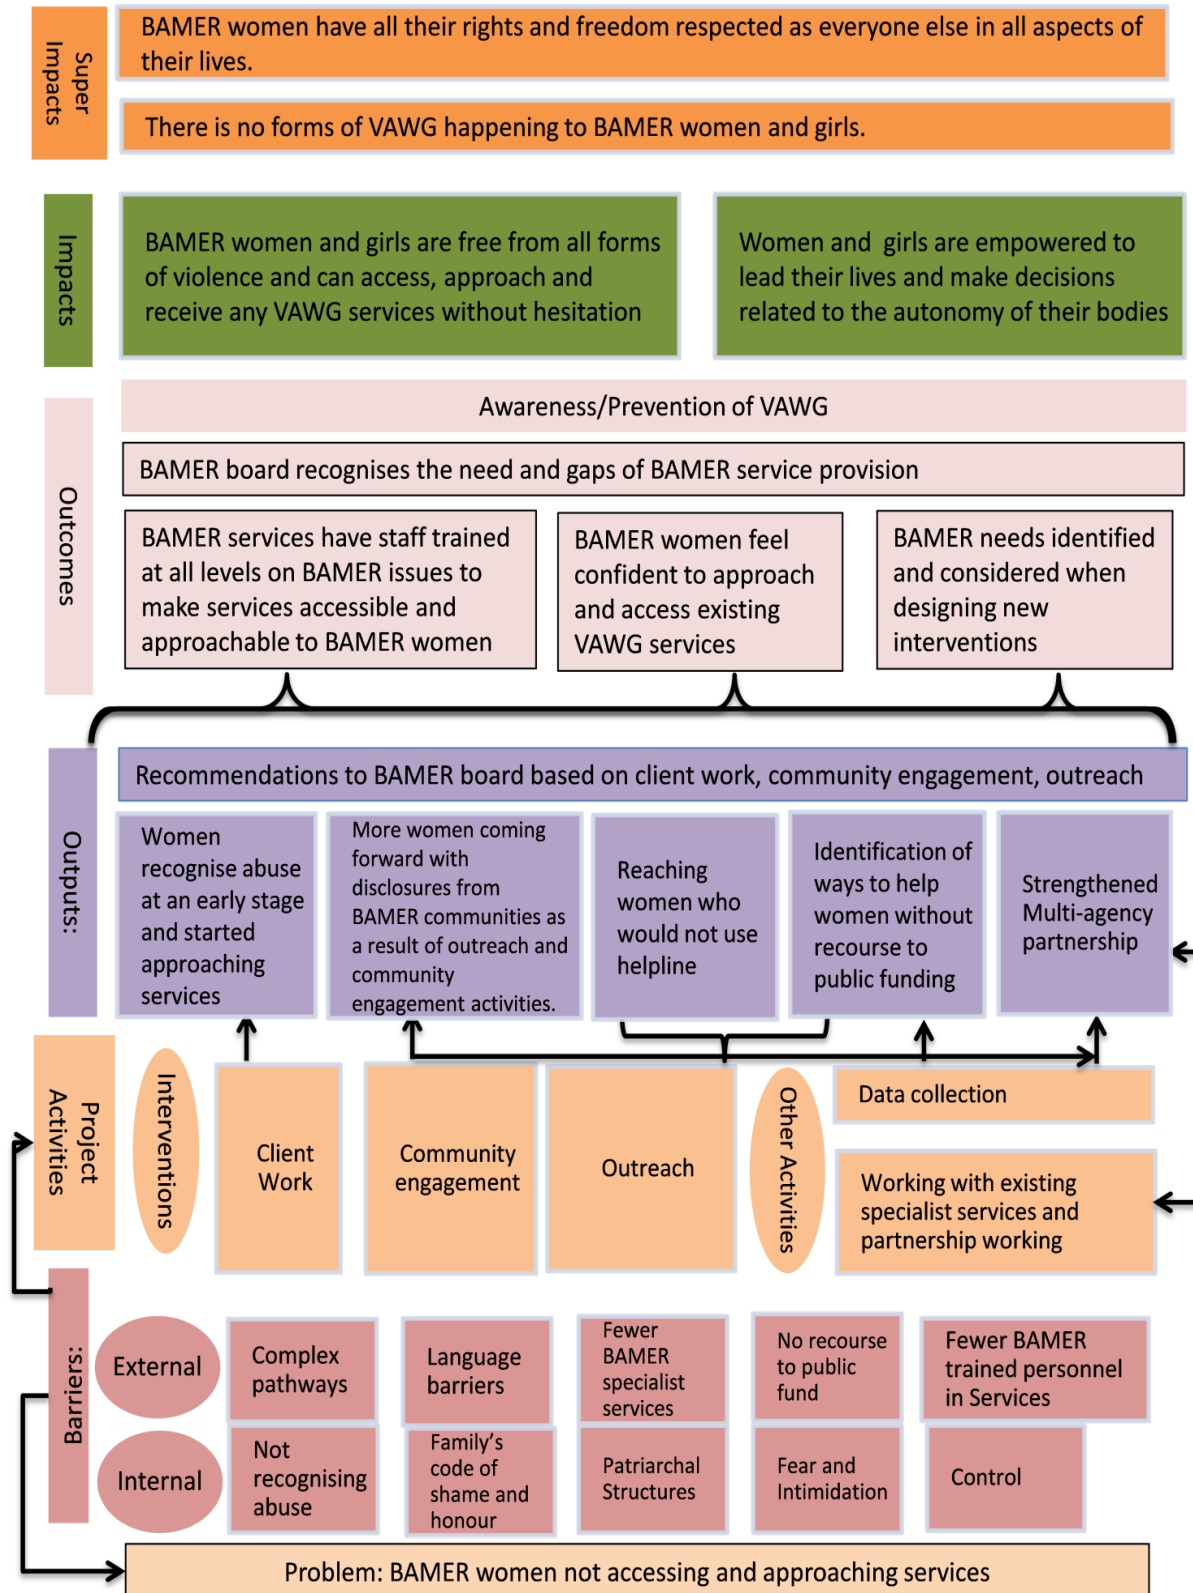 Super
Impacts
BAMER women have all their rights and freedom respected as everyone else in all aspects of
their lives.
There is no forms of VAWG happening to BAMER women and girls.
Impacts
BAMER women and girls are free from all forms
of violence and can access, approach and
receive any VAWG services without hesitation
Women and girls are empowered to
lead their lives and make decisions
related to the autonomy of their bodies
Outcomes
Awareness/Prevention of VAWG
BAMER board recognises the need and gaps of BAMER service provision
BAMER services have staff trained
at all levels on BAMER issues to
make services accessible and
approachable to BAMER women
BAMER women feel
confident to approach
and access existing
VAWG services
BAMER needs identified
and considered when
designing new
interventions
Outputs:
Recommendations to BAMER board based on client work, community engagement, outreach
Women
recognise abuse
at an early stage
and started
approaching
services
More women coming
forward with
disclosures from
BAMER communities as
a result of outreach and
community
engagement activities.
Reaching
women who
would not use
helpline
Identification of
ways to help
women without
recourse to
public funding
Strengthened
Multi-agency
partnership
Project
Activities
Interventions
Client
Work
Community
engagement
Outreach
Other Activities
Data collection
Working with existing
specialist services and
partnership working
Barriers:
External
Complex
pathways
Language
barriers
Fewer
BAMER
specialist
services
No recourse
to public
fund
Fewer BAMER
trained personnel
in Services
Internal
Not
recognising
abuse
Family's
code of
shame and
honour
Patriarchal
Structures
Fear and
Intimidation
Control
Problem: BAMER women not accessing and approaching services